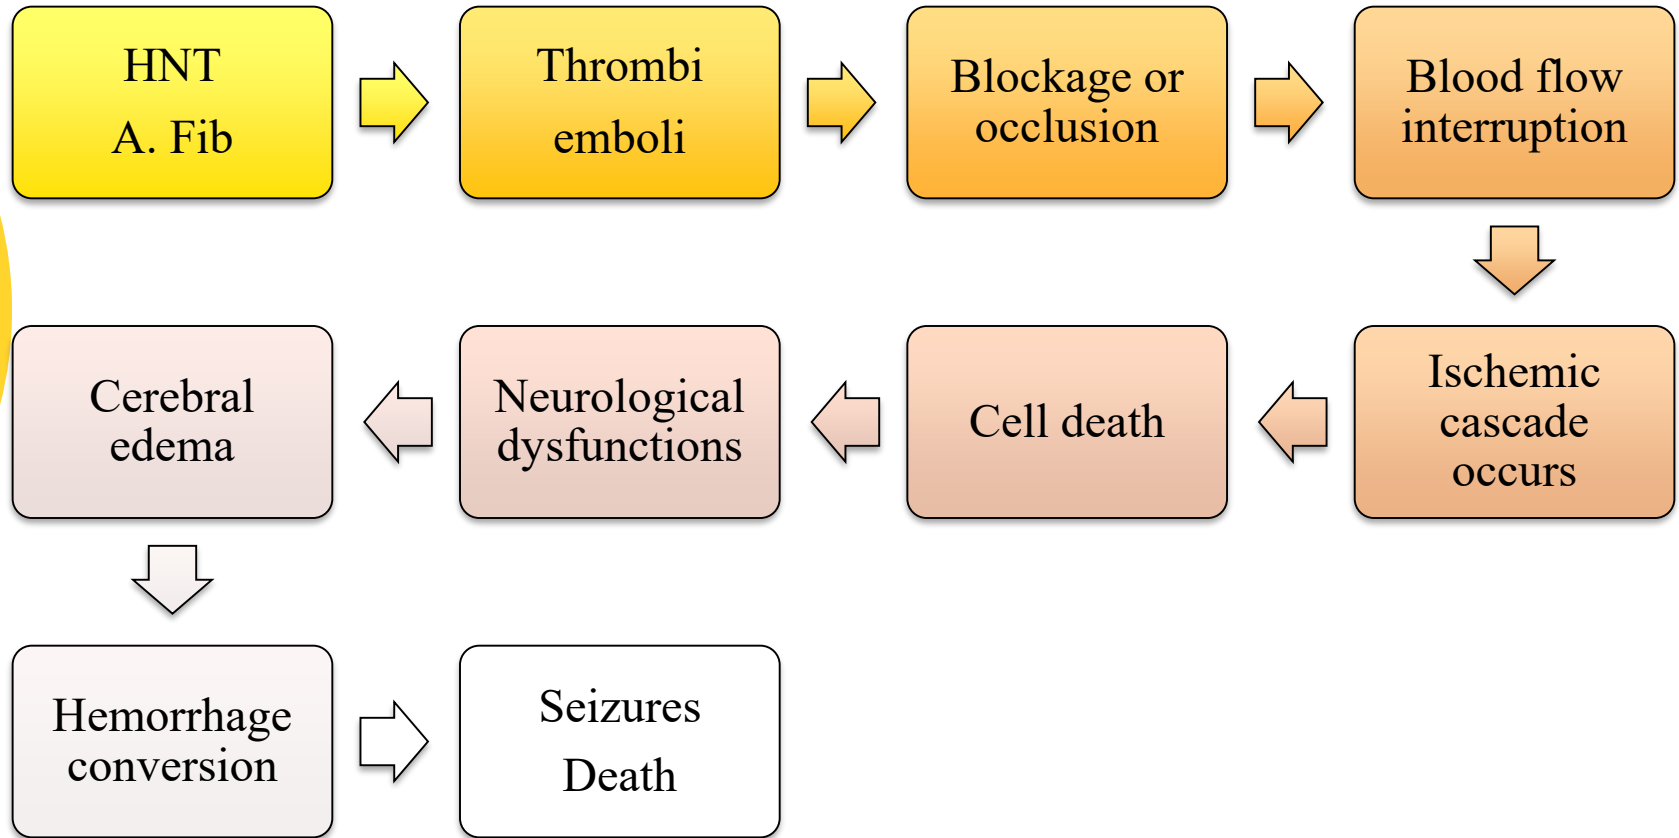 HNT
A. Fib
Thrombi
emboli
Blockage or
occlusion
Blood flow
interruption
Ischemic
cascade
occurs
Cell death
Neurological
dysfunctions
Cerebral
edema
Hemorrhage
conversion
Seizures
Death